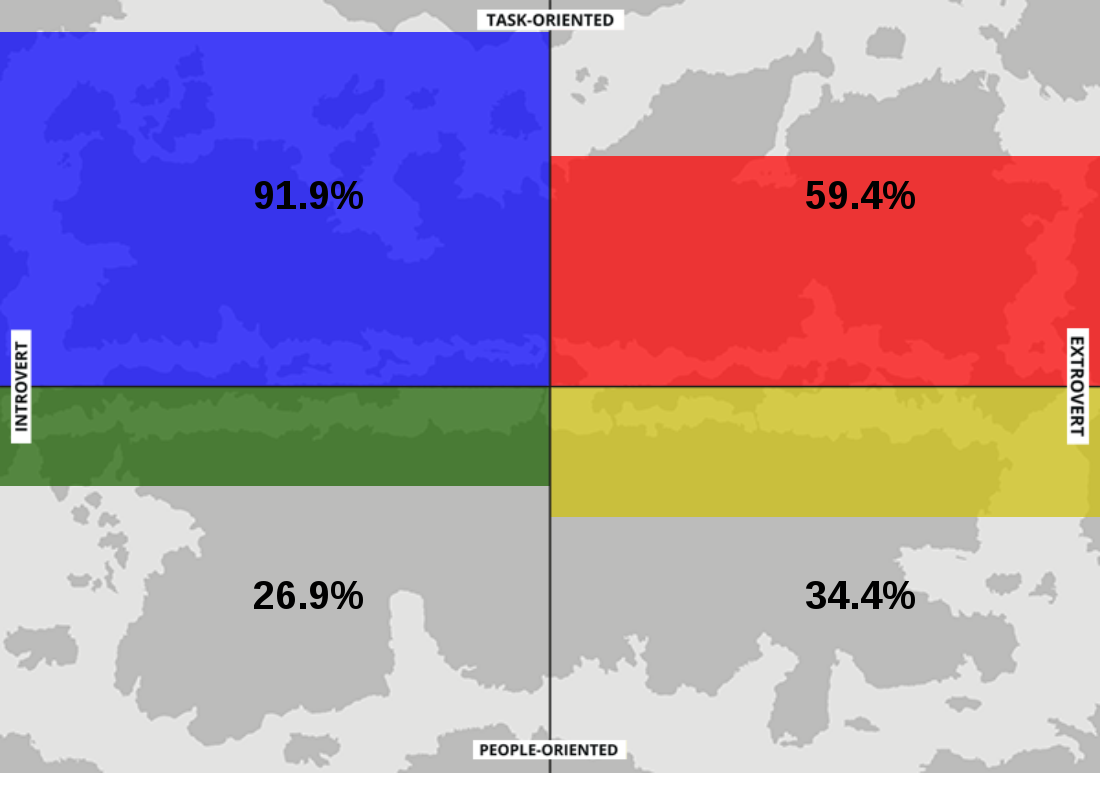 TASK-ORIENTED
91.9%
59.4%
INTROVERT
EXTROVERT
26.9%
34.4%
PEOPLE-ORIENTED